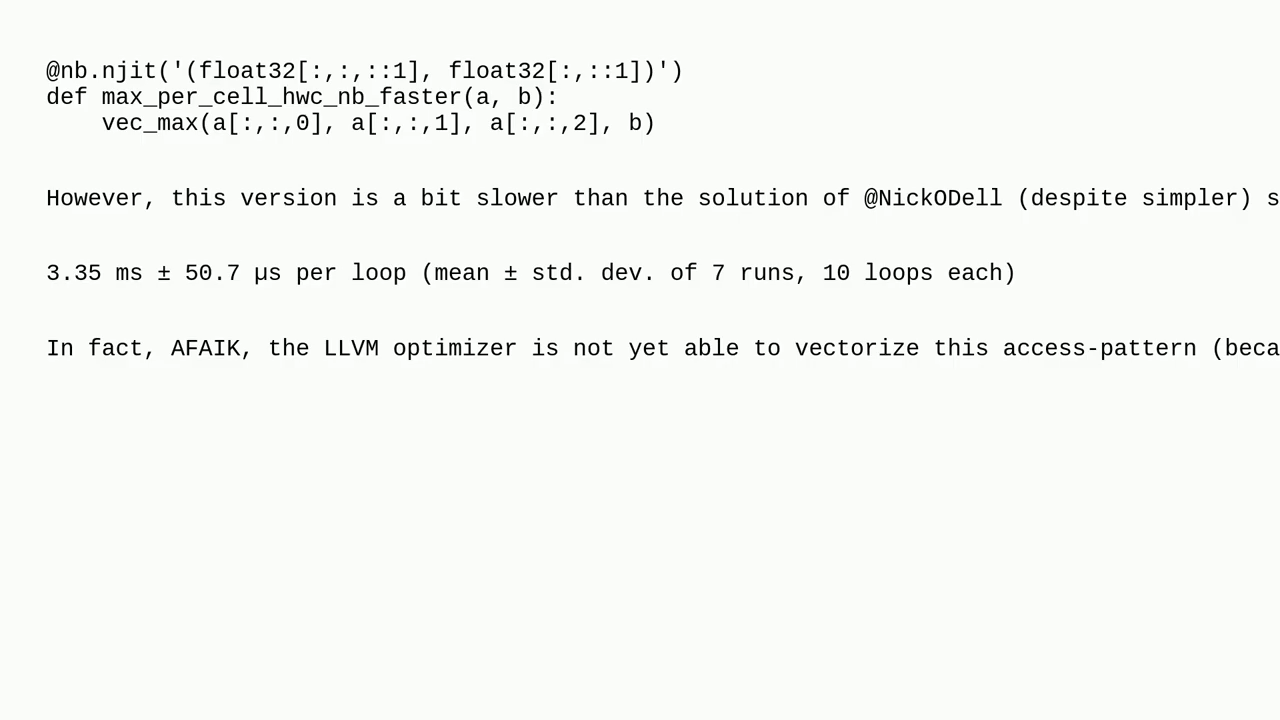 @nb.njit('(float32[:,:,::1], float32[:,::1])')
def max_per_cell_hwc_nb_faster(a, b):
    vec_max(a[:,:,0], a[:,:,1], a[:,:,2], b)
However, this version is a bit slower than the solution of @NickODell (despite simpler)
3.35 ms ± 50.7 µs per loop (mean ± std. dev. of 7 runs, 10 loops each)
In fact, AFAIK, the LLVM optimizer is not yet able to vectorize this access-pattern